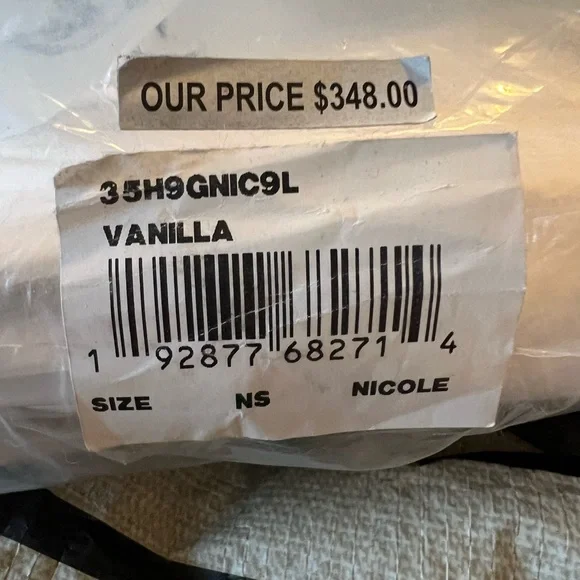 OUR PRICE $348.00
35H9GNIC9L
VANILLA
1 92877 68271 4
SIZE NS NICOLE